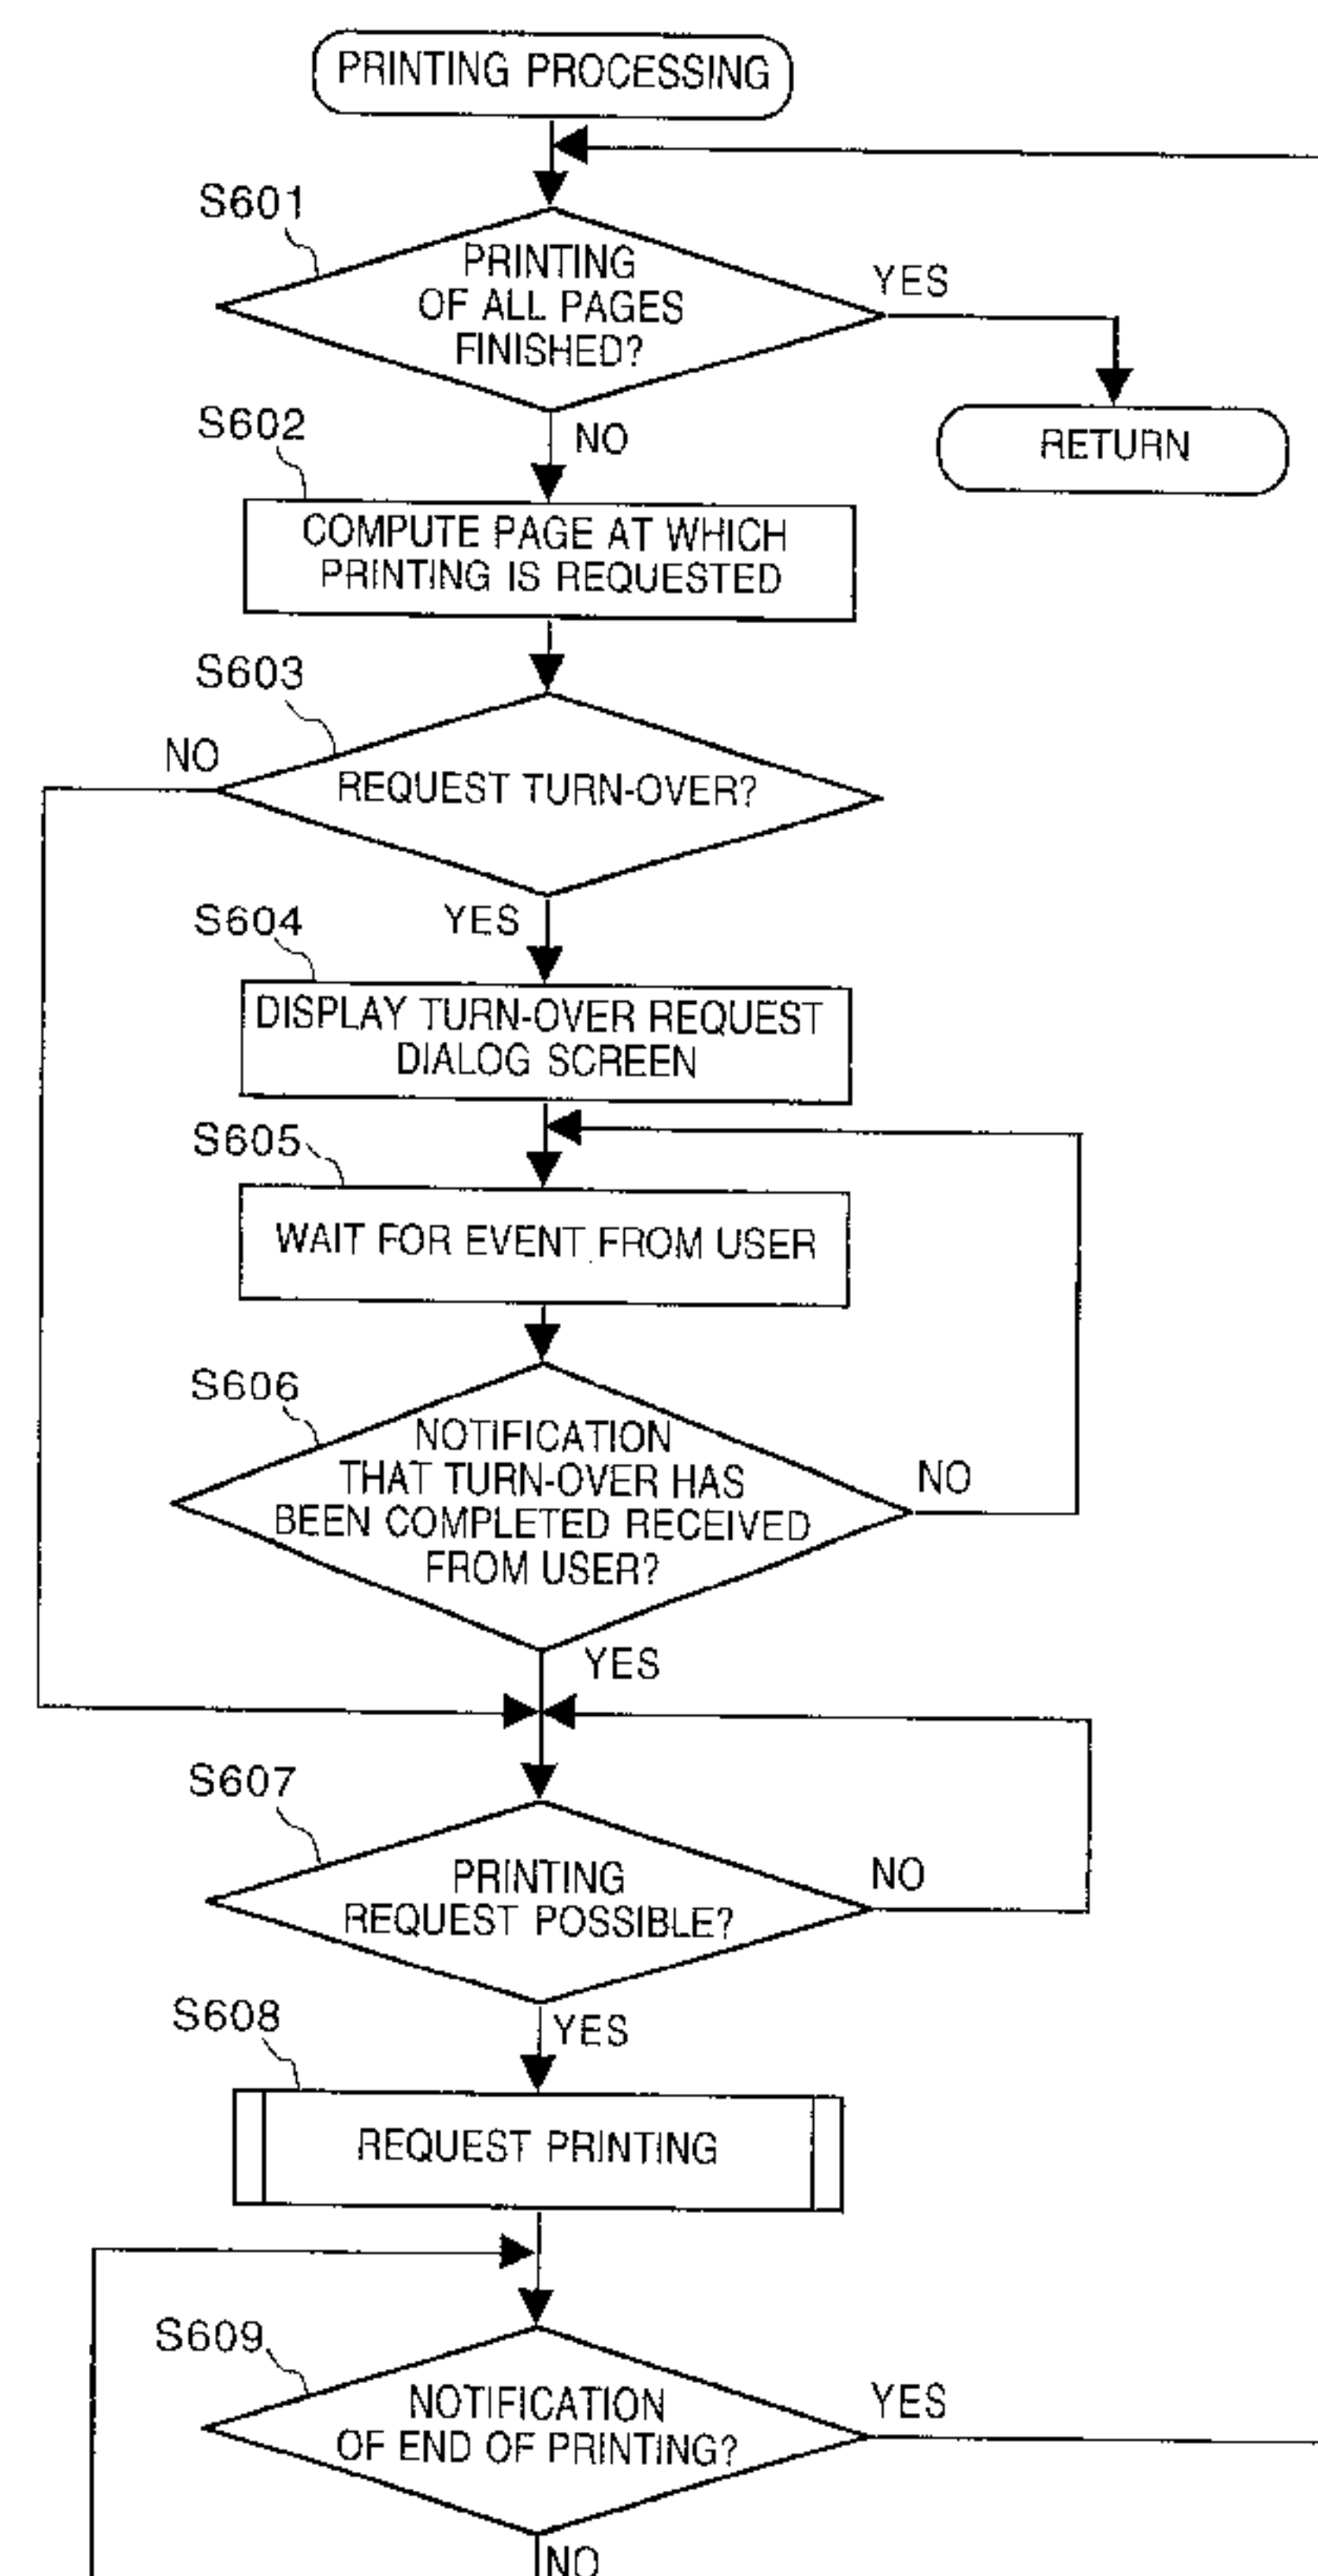 PRINTING PROCESSING
S601
PRINTING
OF ALL PAGES
FINISHED?
YES
RETURN
NO
S602
COMPUTE PAGE AT WHICH
PRINTING IS REQUESTED
S603
NO
REQUEST TURN-OVER?
YES
S604
DISPLAY TURN-OVER REQUEST
DIALOG SCREEN
S605
WAIT FOR EVENT FROM USER
S606
NOTIFICATION
THAT TURN-OVER HAS
BEEN COMPLETED RECEIVED
FROM USER?
NO
YES
S607
PRINTING
REQUEST POSSIBLE?
NO
YES
S608
REQUEST PRINTING
S609
NOTIFICATION
OF END OF PRINTING?
YES
NO